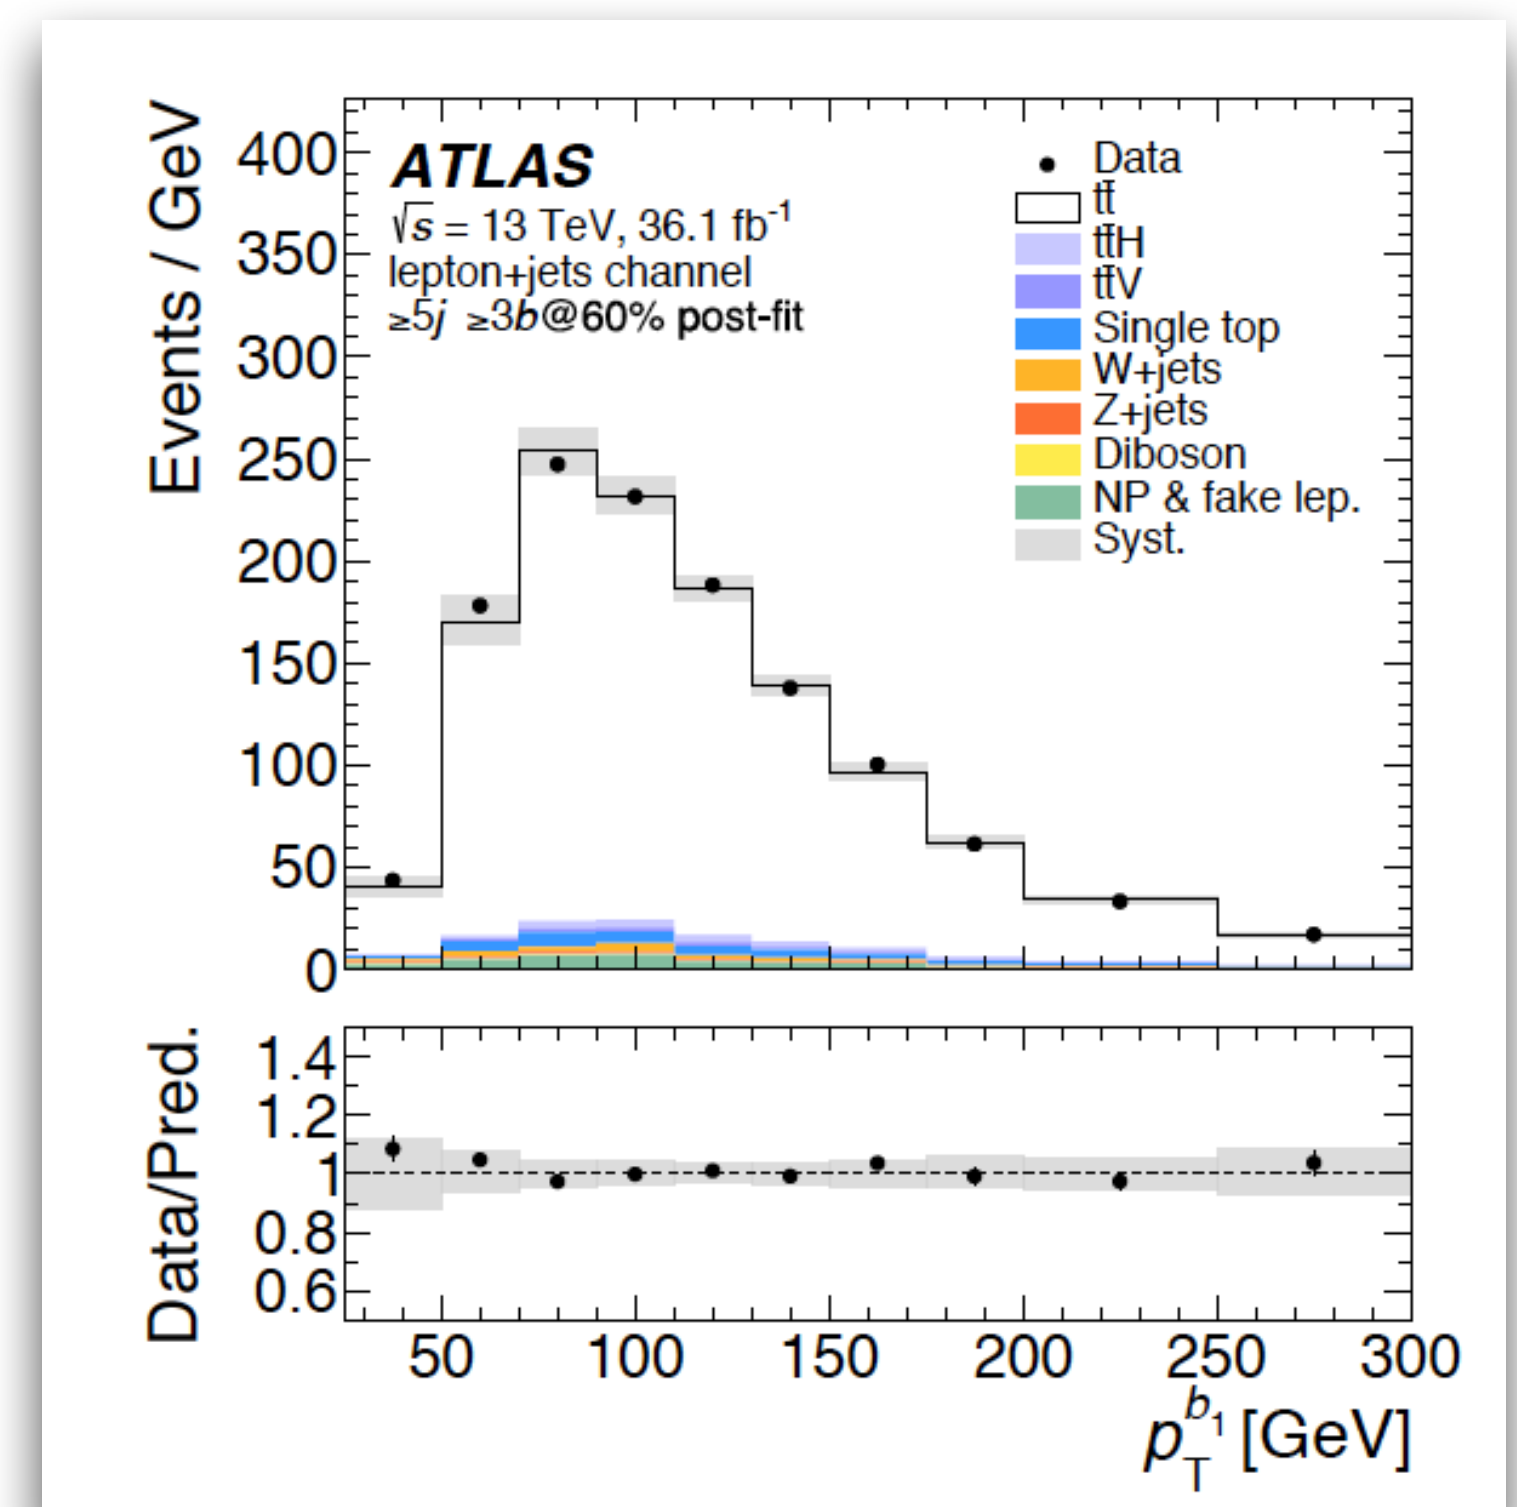 Events / GeV
400
350
300
250
200
150
100
50
0
ATLAS
√s = 13 TeV, 36.1 fb⁻¹
lepton+jets channel
≥5j ≥3b@60% post-fit
Data
tt̄
tt̄H
tt̄V
Single top
W+jets
Z+jets
Diboson
NP & fake lep.
Syst.
Data/Pred.
1.4
1.2
1
0.8
0.6
50 100 150 200 250 300
p_T^{b_1} [GeV]